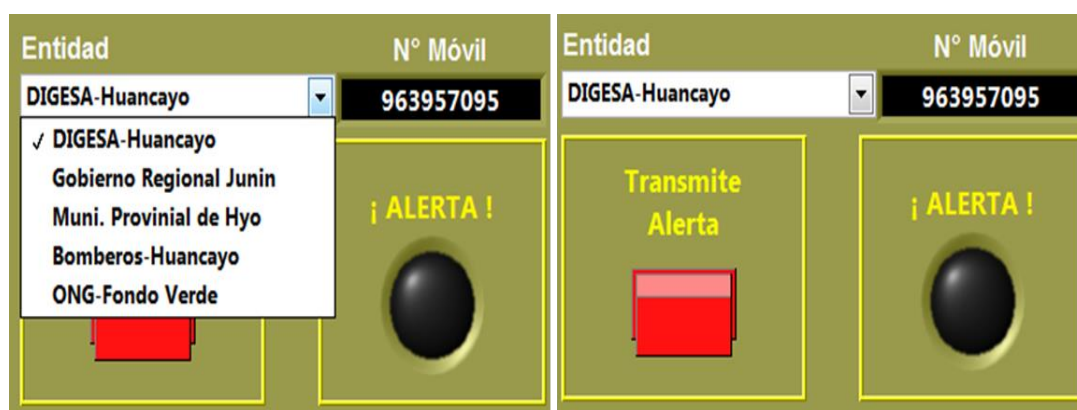 Entidad
N° Móvil
DIGESA-Huancayo
963957095
✓ DIGESA-Huancayo
Gobierno Regional Junin
Muni. Provinial de Hyo
Bomberos-Huancayo
ONG-Fondo Verde
¡ ALERTA !
Entidad
N° Móvil
DIGESA-Huancayo
963957095
Transmite
Alerta
¡ ALERTA !